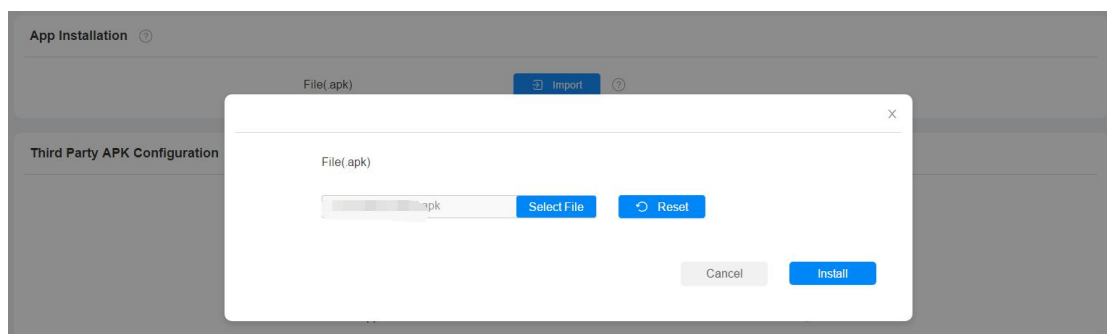 App Installation
File(.apk)
Import
Third Party APK Configuration
File(.apk)
.apk
Select File
Reset
Cancel
Install